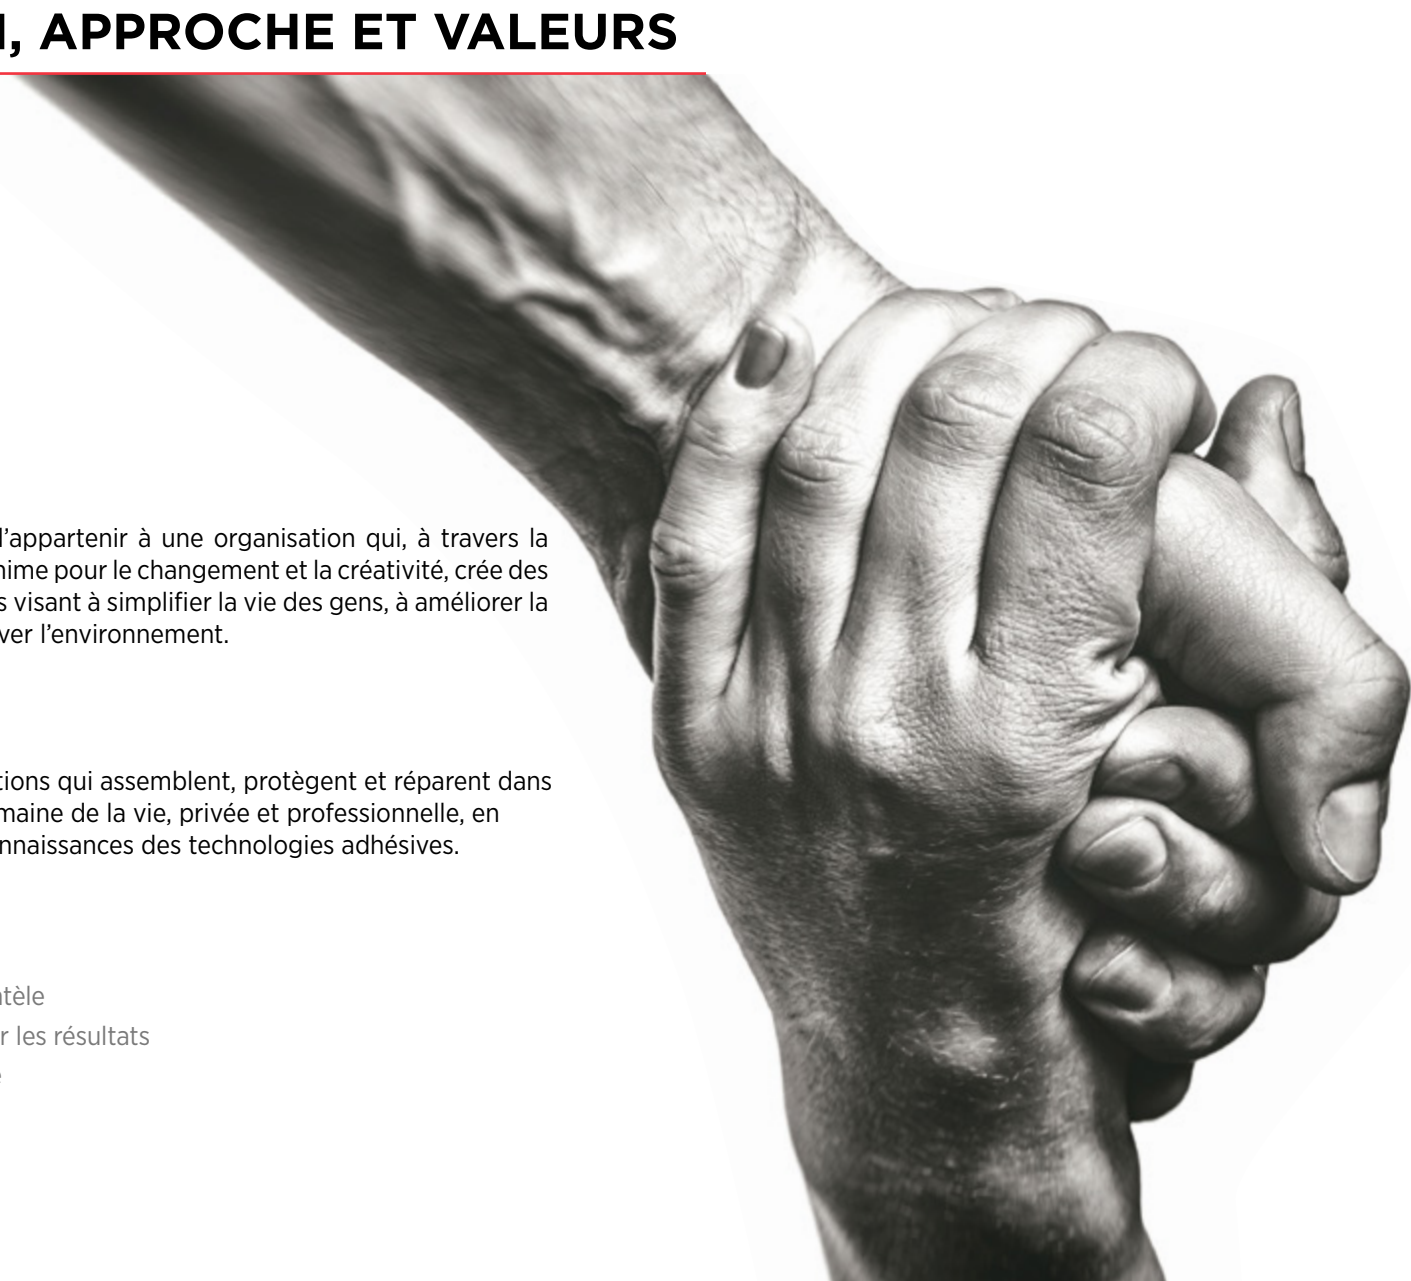 , APPROCHE ET VALEURS
l’appartenir à une organisation qui, à travers la
nime pour le changement et la créativité, crée des
s visant à simplifier la vie des gens, à améliorer la
ver l’environnement.
tions qui assemblent, protègent et réparent dans
maine de la vie, privée et professionnelle, en
nnaissances des technologies adhésives.
tèle
r les résultats